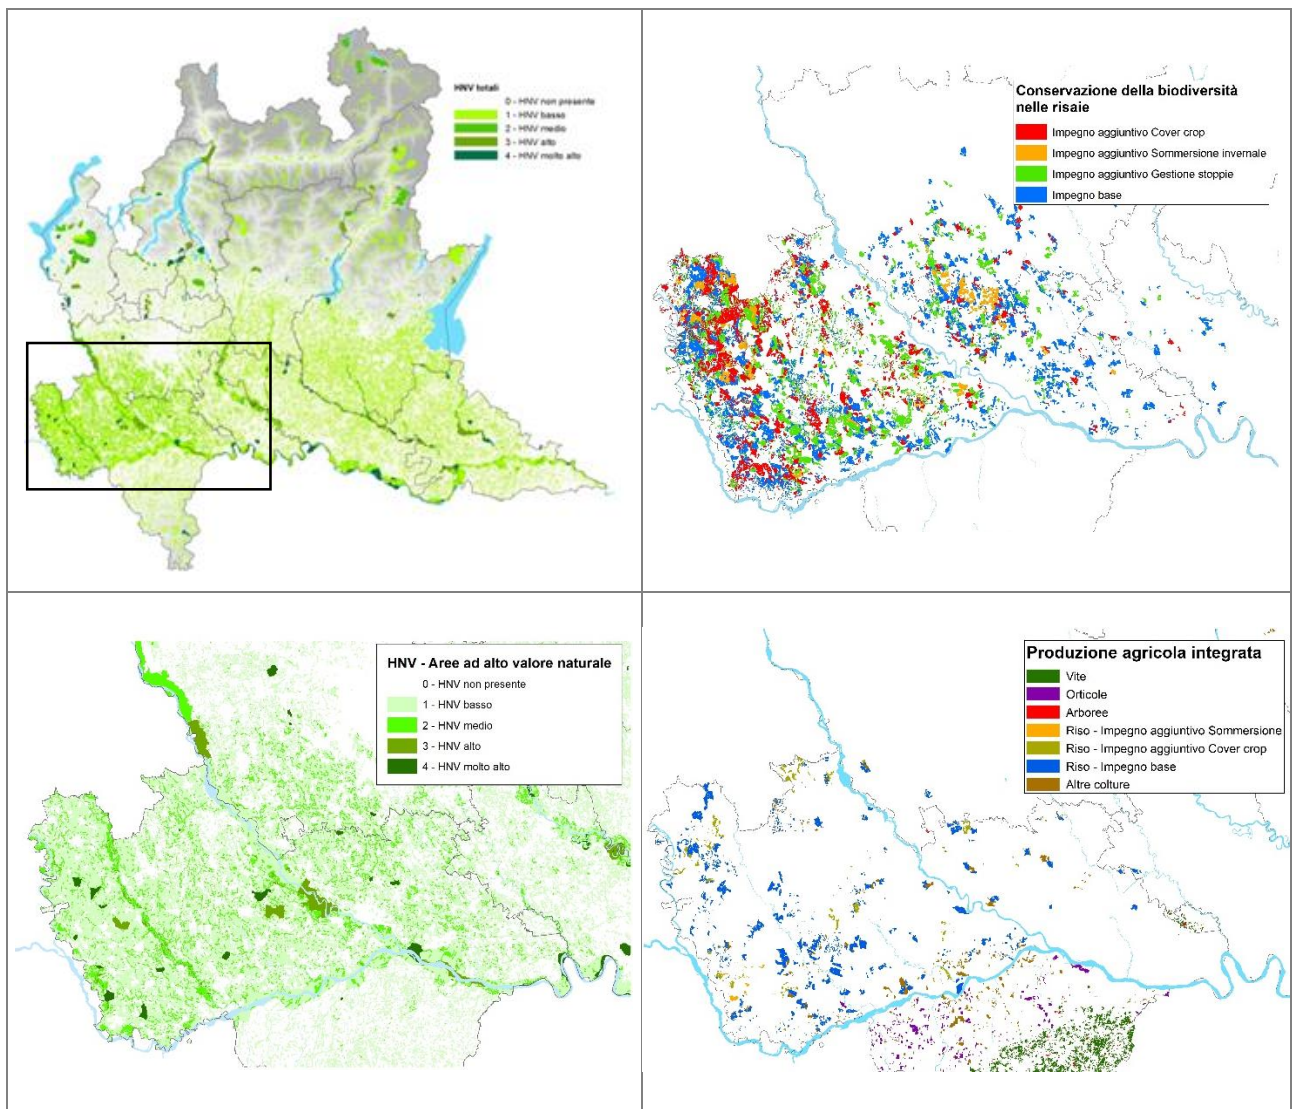 HNV totali
0 - HNV non presente
1 - HNV basso
2 - HNV medio
3 - HNV alto
4 - HNV molto alto
Conservazione della biodiversità
nelle risaie
Impegno aggiuntivo Cover crop
Impegno aggiuntivo Sommersione invernale
Impegno aggiuntivo Gestione stoppie
Impegno base
HNV - Aree ad alto valore naturale
0 - HNV non presente
1 - HNV basso
2 - HNV medio
3 - HNV alto
4 - HNV molto alto
Produzione agricola integrata
Vite
Orticole
Arboree
Riso - Impegno aggiuntivo Sommersione
Riso - Impegno aggiuntivo Cover crop
Riso - Impegno base
Altre colture